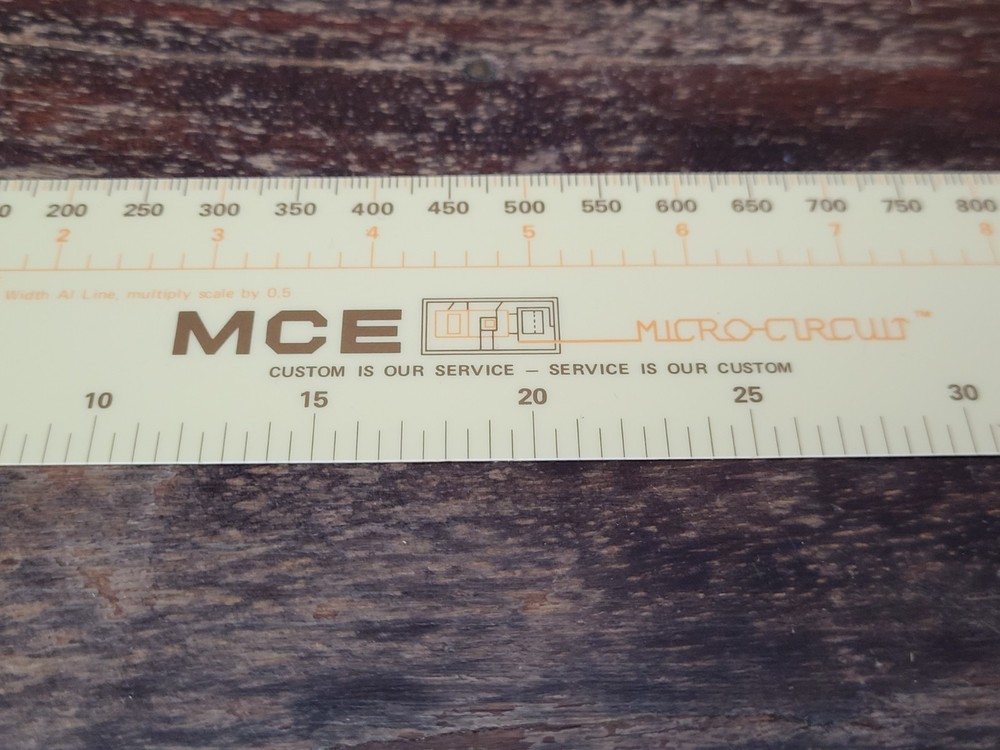 0 200 250 300 350 400 450 500 550 600 650 700 750 800
2 3 4 5 6 7 8
Width Al Line, multiply scale by 0.5
MCE MICRO-CIRCUIT™
CUSTOM IS OUR SERVICE — SERVICE IS OUR CUSTOM
10 15 20 25 30